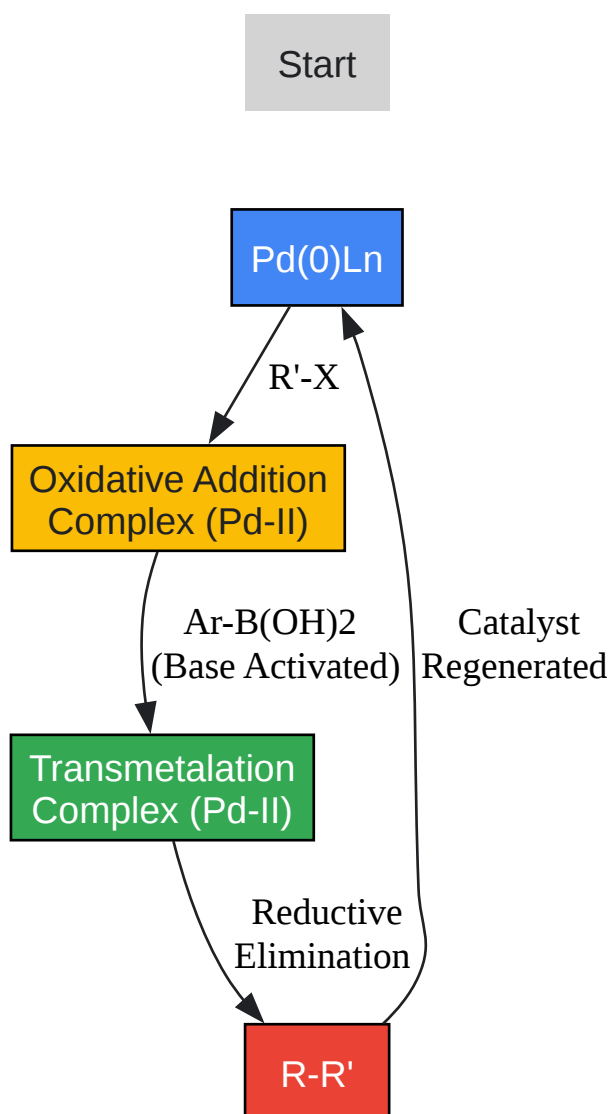 Start
Pd(0)Ln
R'-X
Oxidative Addition
Complex (Pd-II)
Ar-B(OH)2
(Base Activated)
Catalyst
Regenerated
Transmetalation
Complex (Pd-II)
Reductive
Elimination
R-R'